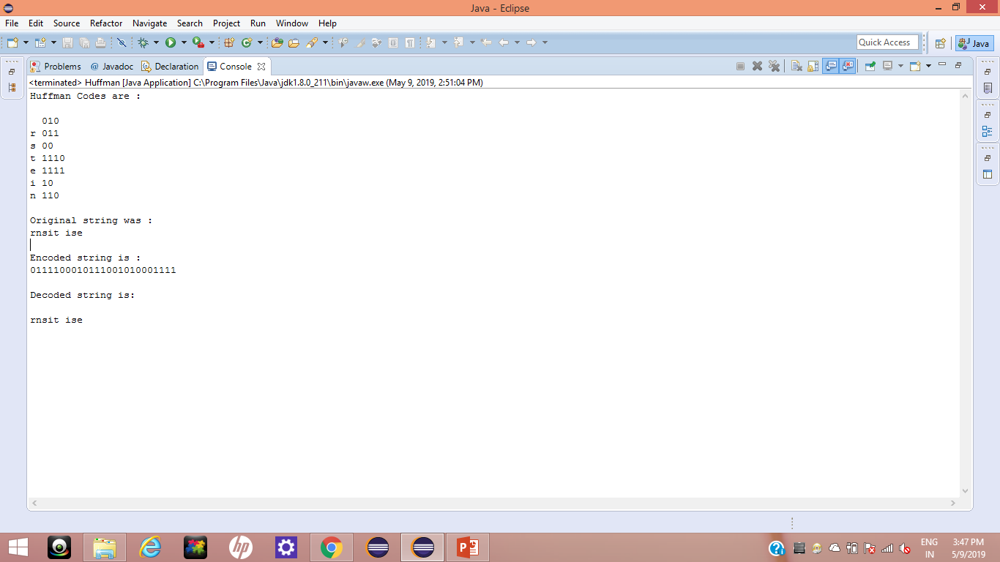 Java - Eclipse
File Edit Source Refactor Navigate Search Project Run Window Help
Quick Access Java
Problems @ Javadoc Declaration Console
<terminated> Huffman [Java Application] C:\Program Files\Java\jdk1.8.0_211\bin\javaw.exe (May 9, 2019, 2:51:04 PM)
Huffman Codes are :
010
r 011
s 00
t 1110
e 1111
i 10
n 110
Original string was :
rnsit ise
Encoded string is :
0111100010111001010001111
Decoded string is:
rnsit ise
ENG 3:47 PM
IN 5/9/2019